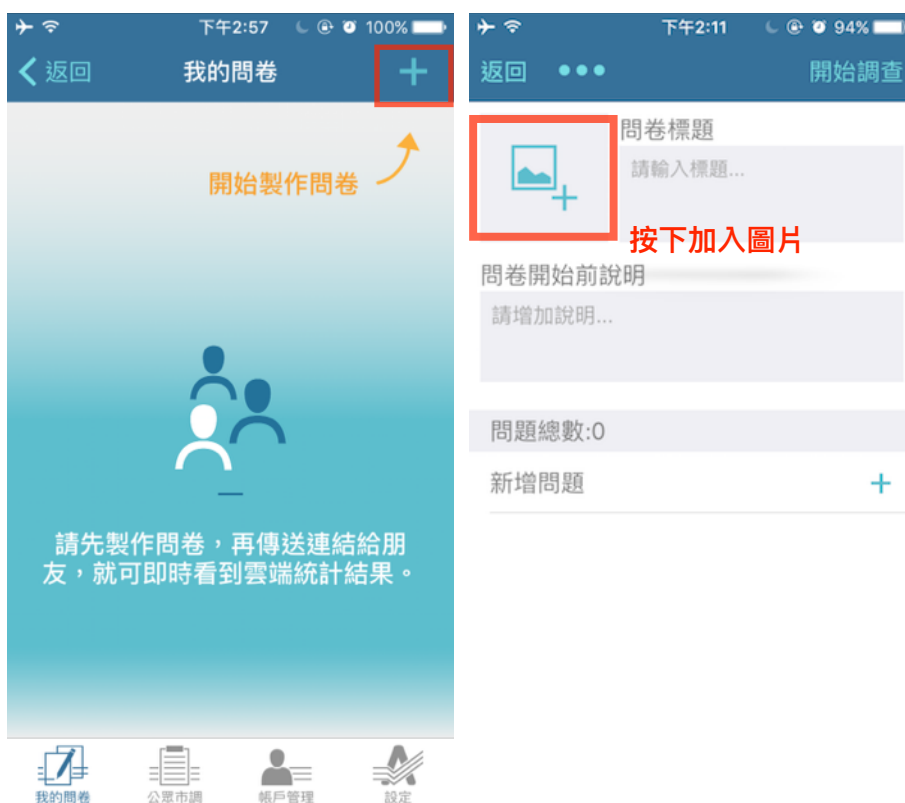 下午2:57
100%
返回
我的問卷
開始製作問卷
請先製作問卷，再傳送連結給朋
友，就可即時看到雲端統計結果。
我的問卷
公眾市調
帳戶管理
設定
下午2:11
94%
返回
開始調查
問卷標題
請輸入標題...
按下加入圖片
問卷開始前說明
請增加說明...
問題總數:0
新增問題